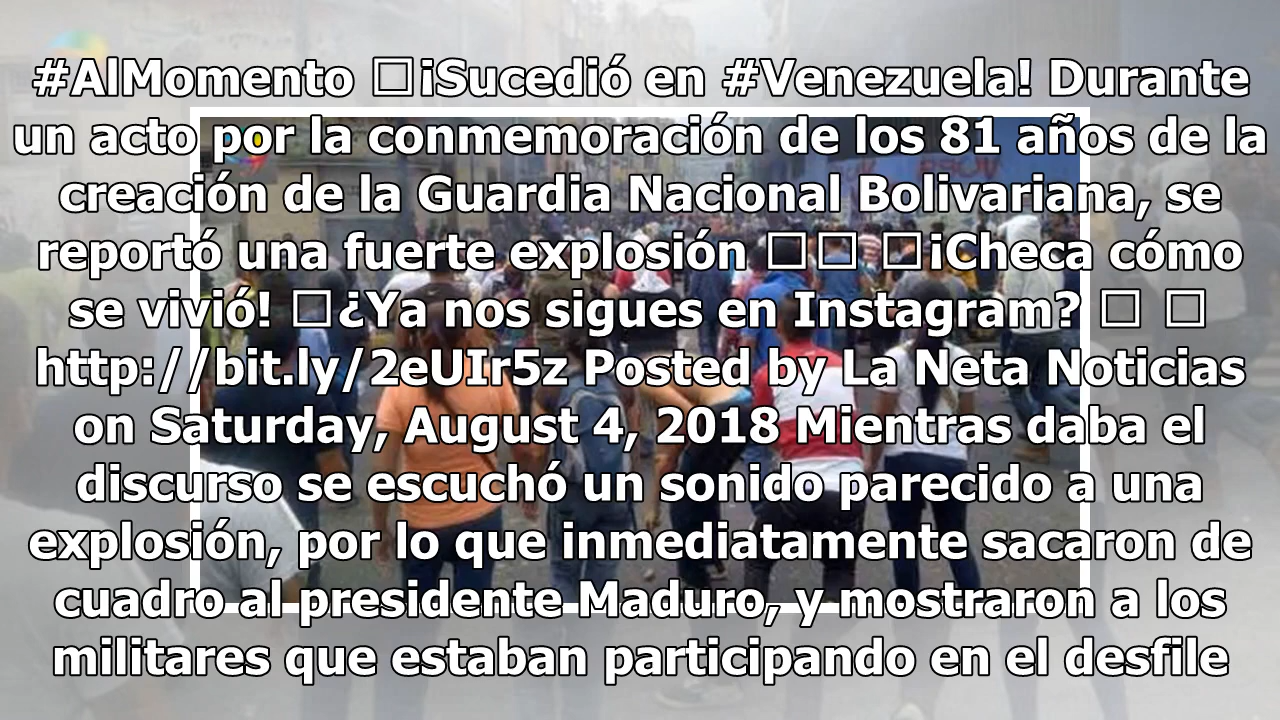 #AlMomento □¡Sucedió en #Venezuela! Durante
un acto por la conmemoración de los 81 años de la
creación de la Guardia Nacional Bolivariana, se
reportó una fuerte explosión □□ □¡Checa cómo
se vivió! □¿Ya nos sigues en Instagram? □ □
http://bit.ly/2eUIr5z Posted by La Neta Noticias
on Saturday, August 4, 2018 Mientras daba el
discurso se escuchó un sonido parecido a una
explosión, por lo que inmediatamente sacaron de
cuadro al presidente Maduro, y mostraron a los
militares que estaban participando en el desfile